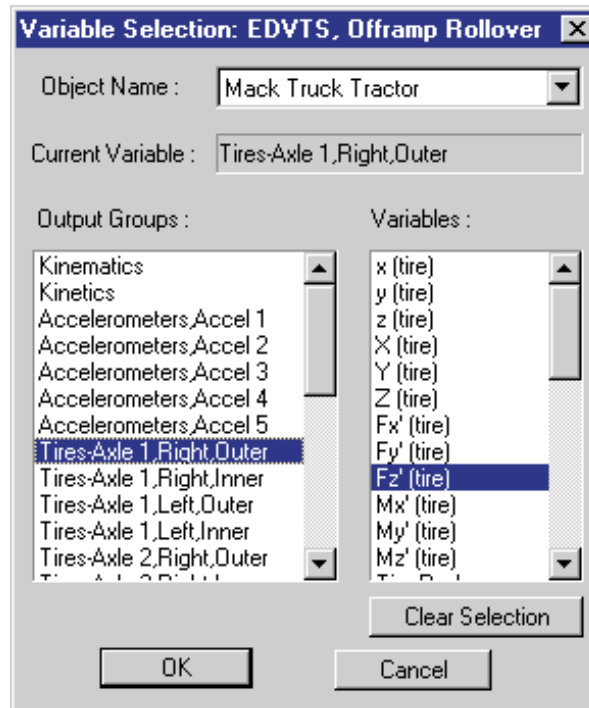 Variable Selection: EDVTS, Offramp Rollover
Object Name :
Mack Truck Tractor
Current Variable :
Tires-Axle 1,Right,Outer
Output Groups :
Kinematics
Kinetics
Accelerometers,Accel 1
Accelerometers,Accel 2
Accelerometers,Accel 3
Accelerometers,Accel 4
Accelerometers,Accel 5
Tires-Axle 1,Right,Outer
Tires-Axle 1,Right,Inner
Tires-Axle 1,Left,Outer
Tires-Axle 1,Left,Inner
Tires-Axle 2,Right,Outer
Variables :
x (tire)
y (tire)
z (tire)
X (tire)
Y (tire)
Z (tire)
Fx' (tire)
Fy' (tire)
Fz' (tire)
Mx' (tire)
My' (tire)
Mz' (tire)
Clear Selection
OK
Cancel